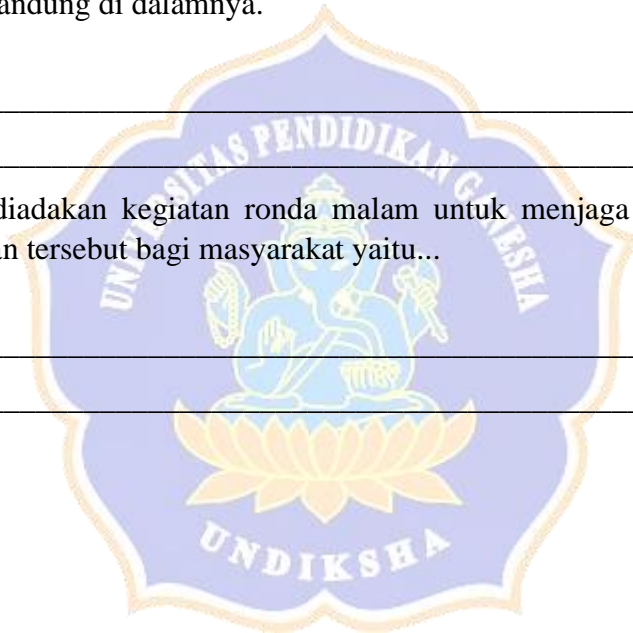 andung di dalamnya.
UNIVERSITAS PENDIDIKAN GANESHA
diadakan kegiatan ronda malam untuk menjaga
n tersebut bagi masyarakat yaitu...
UNDIKSHA